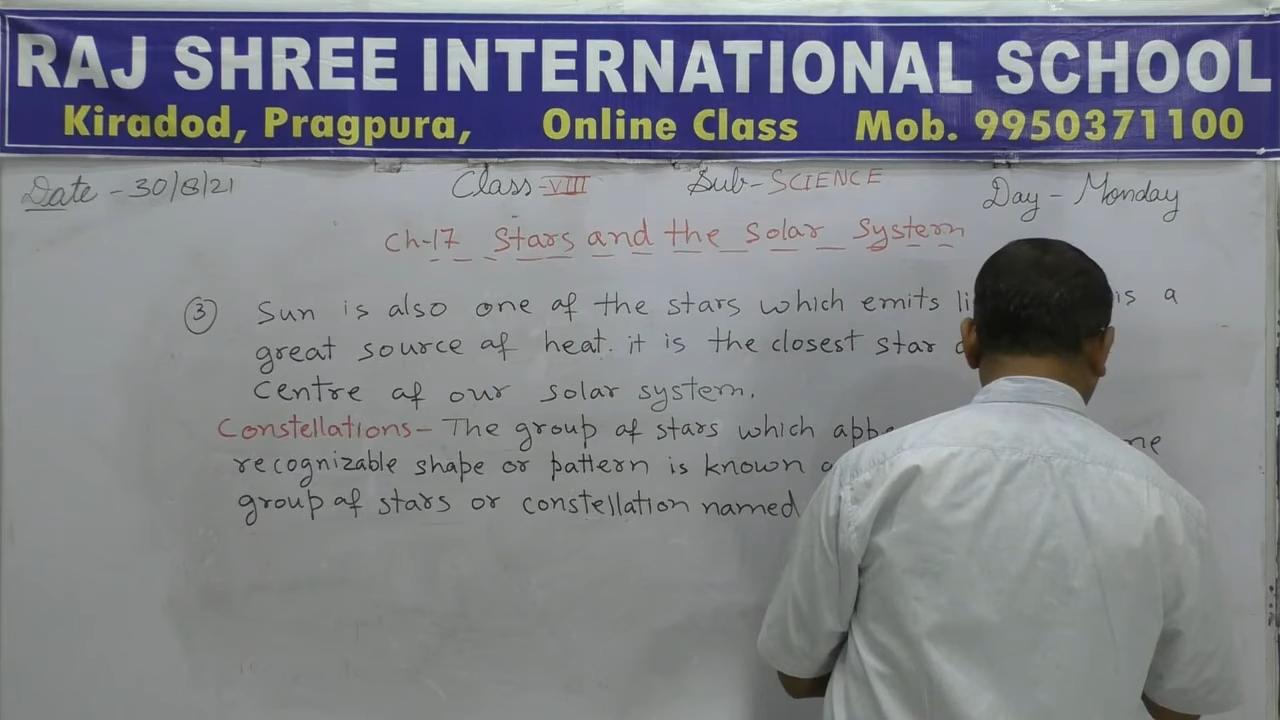 RAJ SHREE INTERNATIONAL SCHOOL
Kiradod, Pragpura, Online Class Mob. 9950371100
Date - 30/8/21 Class-VIII Sub-SCIENCE Day - Monday
Ch-17 Stars and the Solar System
③ Sun is also one of the stars which emits is a
great source of heat. it is the closest star
Centre of our solar system.
Constellations - The group of stars which
recognizable shape or pattern is known
group of stars or constellation named